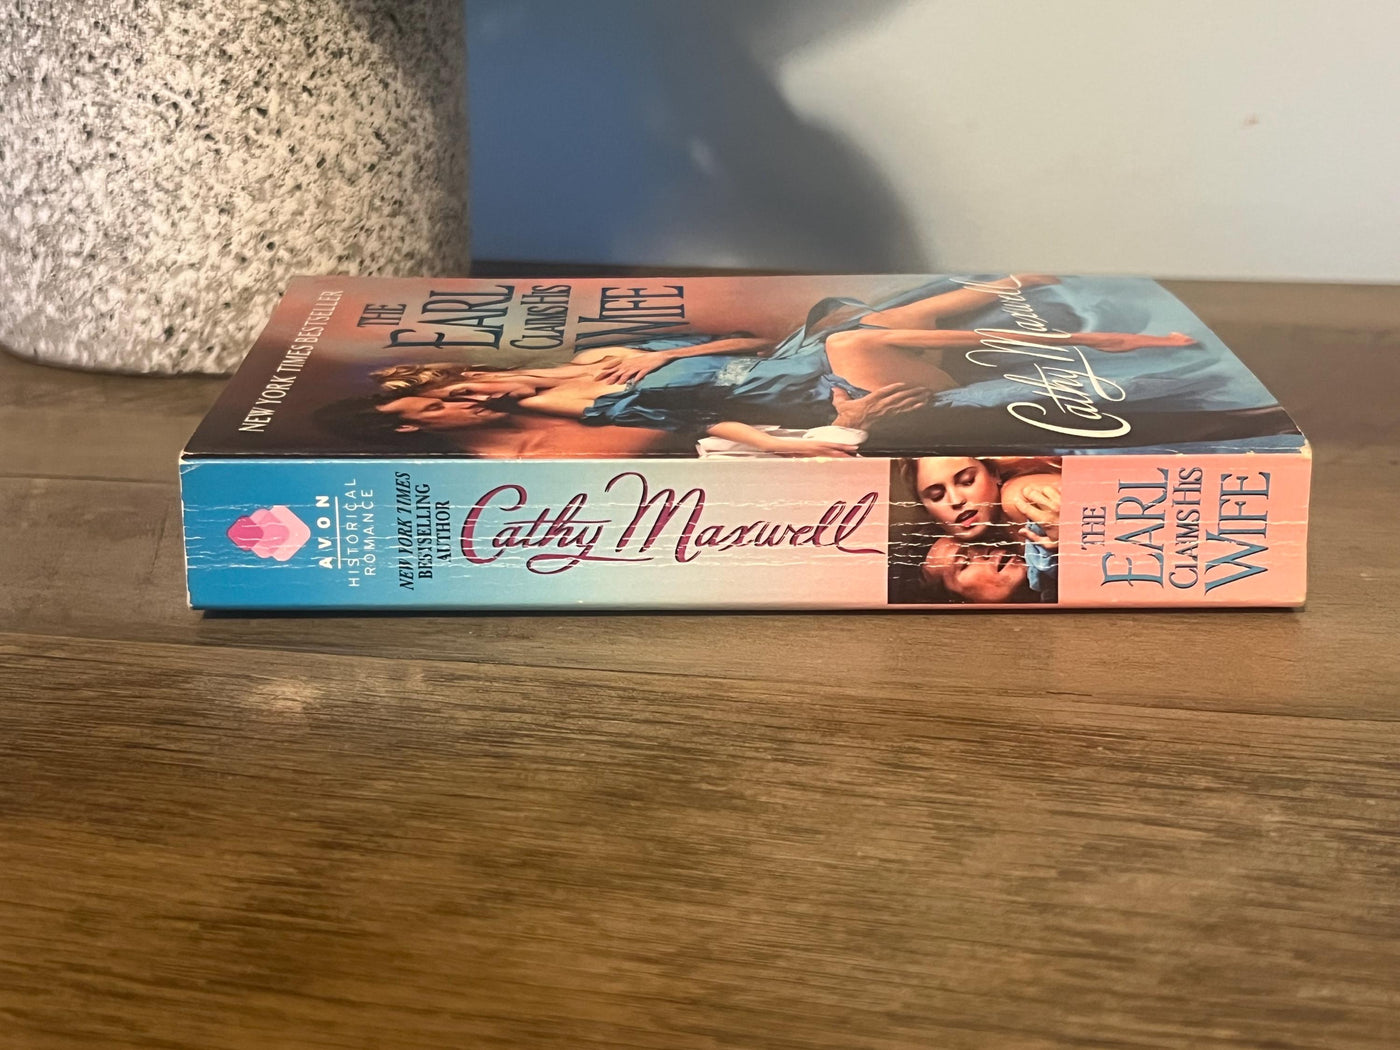 NEW YORK TIMES BESTSELLER
THE
EARL
CLAIMS HIS
WIFE
Cathy Maxwell
AVON
HISTORICAL
ROMANCE
NEW YORK TIMES
BESTSELLING
AUTHOR
Cathy Maxwell
THE
EARL
CLAIMS HIS
WIFE